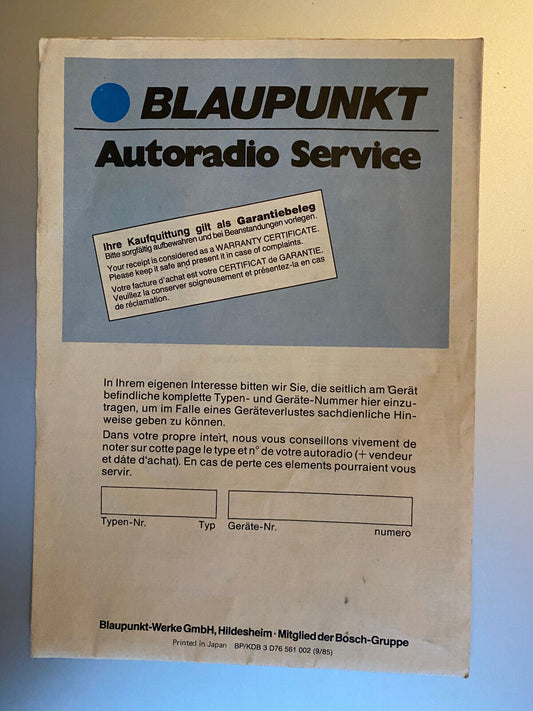 BLAUPUNKT
Autoradio Service
Ihre Kaufquittung gilt als Garantiebeleg
Bitte sorgfältig aufbewahren und bei Beanstandungen vorlegen.
Your receipt is considered as a WARRANTY CERTIFICATE.
Please keep it safe and present it in case of complaints.
Votre facture d'achat est votre CERTIFICAT de GARANTIE.
Veuillez la conserver soigneusement et présentez-la en cas
de réclamation.
In Ihrem eigenen Interesse bitten wir Sie, die seitlich am Gerät
befindliche komplette Typen- und Geräte-Nummer hier einzu-
tragen, um im Falle eines Geräteverlustes sachdienliche Hin-
weise geben zu können.
Dans votre propre intert, nous vous conseillons vivement de
noter sur cotte page le type et n° de votre autoradio (+ vendeur
et dâte d'achat). En cas de perte ces elements pourraient vous
servir.
Typen-Nr. Typ Geräte-Nr. numero
Blaupunkt-Werke GmbH, Hildesheim · Mitglied der Bosch-Gruppe
Printed in Japan BP/KDB 3 D76 561 002 (9/85)